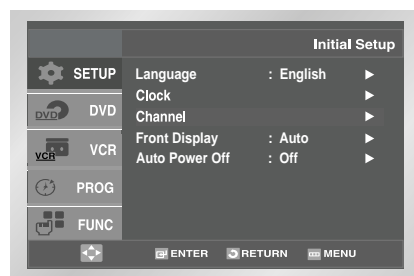 Initial Setup
SETUP
DVD DVD
VCR VCR
PROG
FUNC
Language : English ►
Clock ►
Channel ►
Front Display : Auto ►
Auto Power Off : Off ►
ENTER RETURN MENU